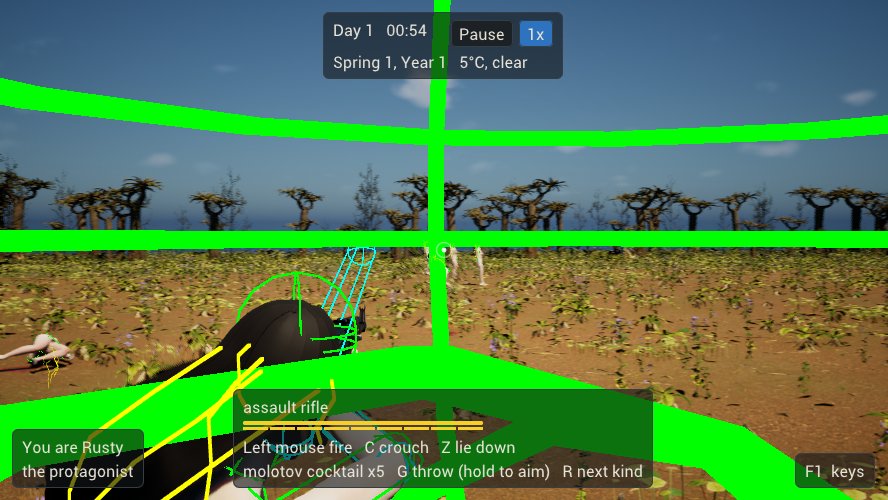 Day 1 00:54 Pause 1x
Spring 1, Year 1 5°C, clear
assault rifle
Left mouse fire C crouch Z lie down
molotov cocktail x5 G throw (hold to aim) R next kind
You are Rusty
the protagonist
F1 keys